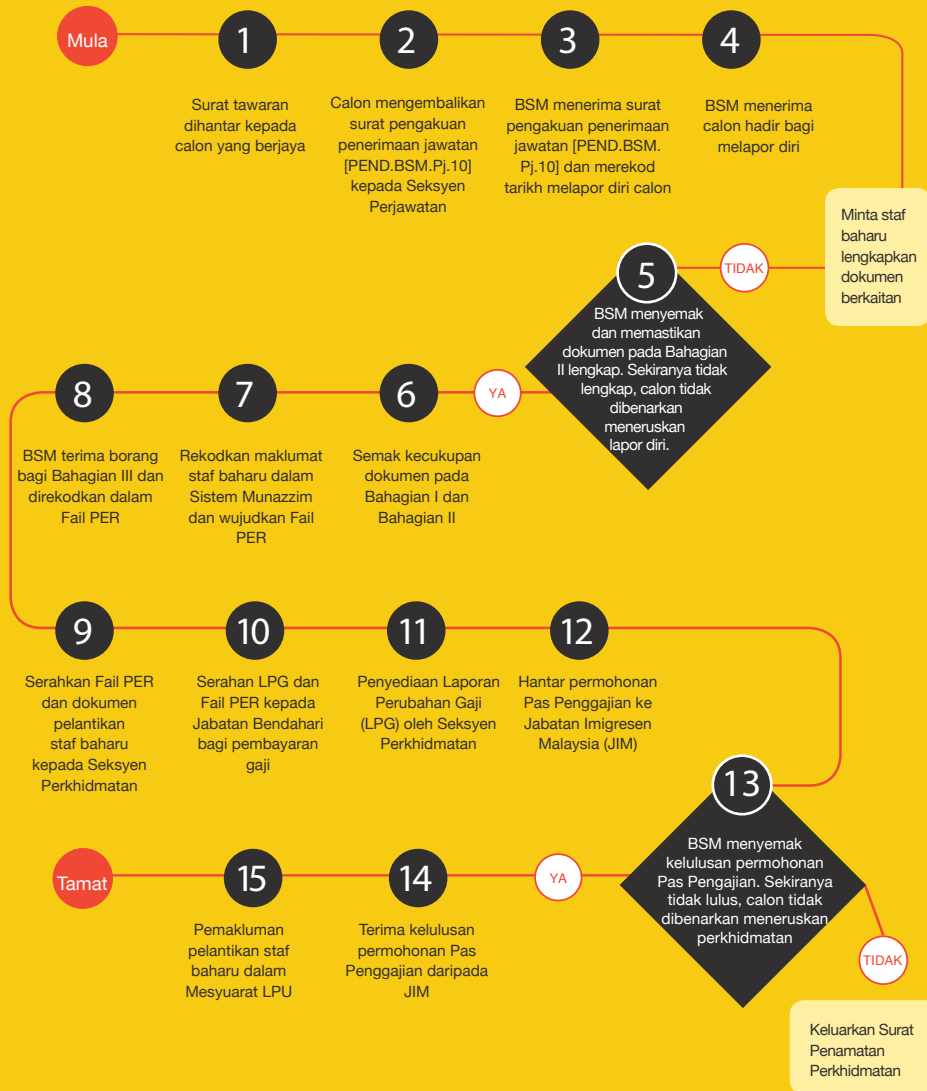 Mula
1
Surat tawaran
dihantar kepada
calon yang berjaya
2
Calon mengembalikan
surat pengakuan
penerimaan jawatan
[PEND.BSM.Pj.10]
kepada Seksyen
Perjawatan
3
BSM menerima surat
pengakuan penerimaan
jawatan [PEND.BSM.
Pj.10] dan merekod
tarikh melapor diri calon
4
BSM menerima
calon hadir bagi
melapor diri
Minta staf
baharu
lengkapkan
dokumen
berkaitan
TIDAK
5
BSM menyemak
dan memastikan
dokumen pada Bahagian
II lengkap. Sekiranya tidak
lengkap, calon tidak
dibenarkan
meneruskan
lapor diri.
YA
6
Semak kecukupan
dokumen pada
Bahagian I dan
Bahagian II
7
Rekodkan maklumat
staf baharu dalam
Sistem Munazzim
dan wujudkan Fail
PER
8
BSM terima borang
bagi Bahagian III dan
direkodkan dalam
Fail PER
9
Serahkan Fail PER
dan dokumen
pelantikan
staf baharu
kepada Seksyen
Perkhidmatan
10
Serahan LPG dan
Fail PER kepada
Jabatan Bendahari
bagi pembayaran
gaji
11
Penyediaan Laporan
Perubahan Gaji
(LPG) oleh Seksyen
Perkhidmatan
12
Hantar permohonan
Pas Penggajian ke
Jabatan Imigresen
Malaysia (JIM)
13
BSM menyemak
kelulusan permohonan
Pas Pengajian. Sekiranya
tidak lulus, calon tidak
dibenarkan meneruskan
perkhidmatan
TIDAK
Keluarkan Surat
Penamatan
Perkhidmatan
YA
14
Terima kelulusan
permohonan Pas
Penggajian daripada
JIM
15
Pemakluman
pelantikan staf
baharu dalam
Mesyuarat LPU
Tamat